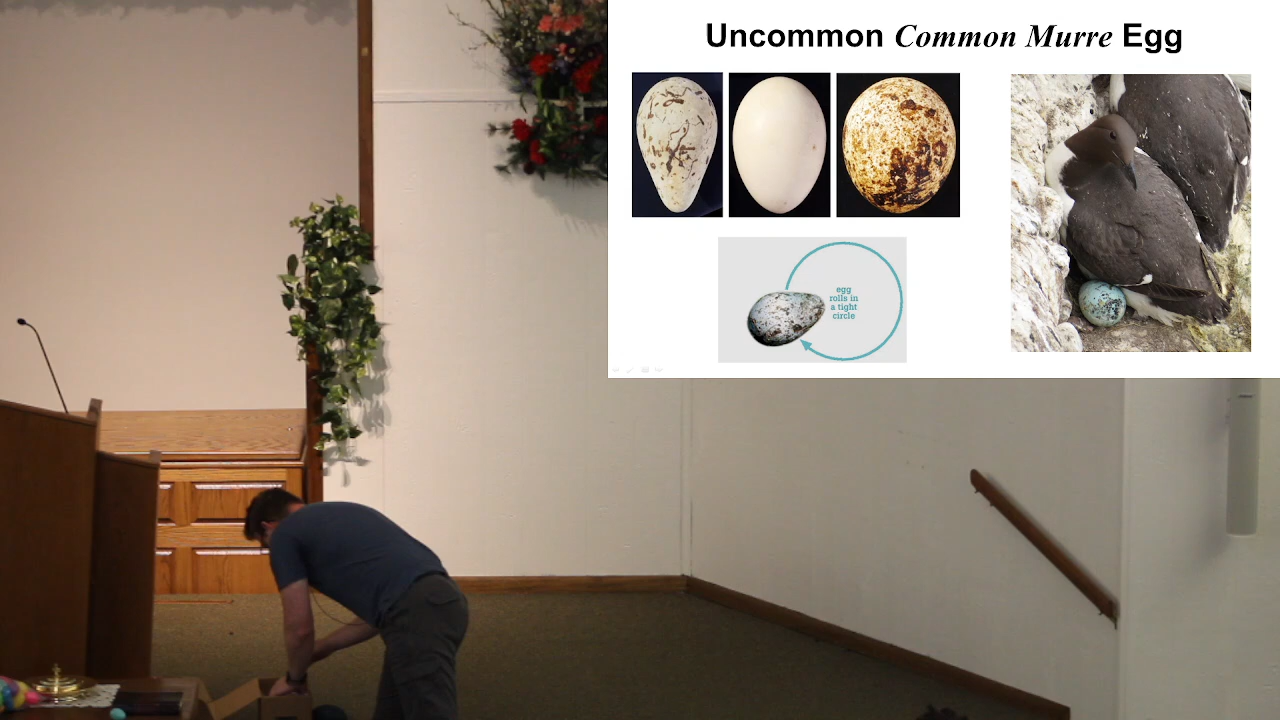 Uncommon Common Murre Egg
egg
rolls in
a tight
circle